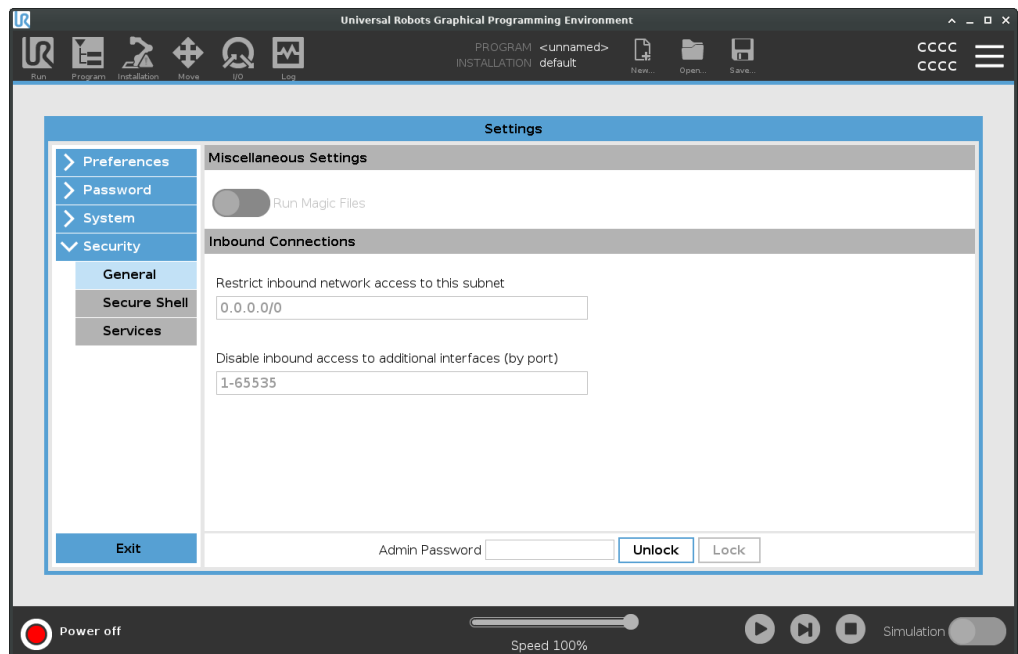 UR
Universal Robots Graphical Programming Environment
UR
PROGRAM <unnamed>
INSTALLATION default
CCCC
CCCC
Run Program Installation Move I/O Log New... Open... Save...
Settings
Preferences
Password
System
Security
General
Secure Shell
Services
Exit
Miscellaneous Settings
Run Magic Files
Inbound Connections
Restrict inbound network access to this subnet
0.0.0.0/0
Disable inbound access to additional interfaces (by port)
1-65535
Admin Password Unlock Lock
Power off
Speed 100%
Simulation